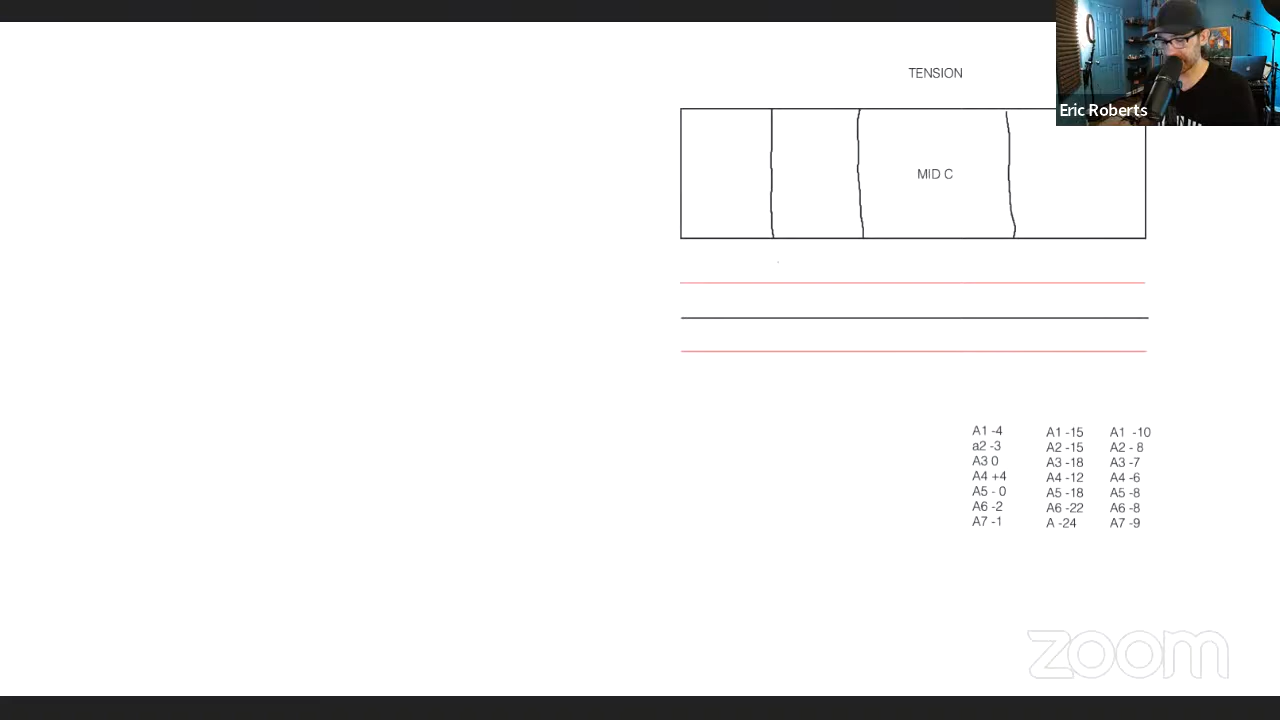 TENSION
Eric Roberts
MID C
A1 -4
a2 -3
A3 0
A4 +4
A5 - 0
A6 -2
A7 -1
A1 -15
A2 -15
A3 -18
A4 -12
A5 -18
A6 -22
A -24
A1  -10
A2 - 8
A3 -7
A4 -6
A5 -8
A6 -8
A7 -9
zoom